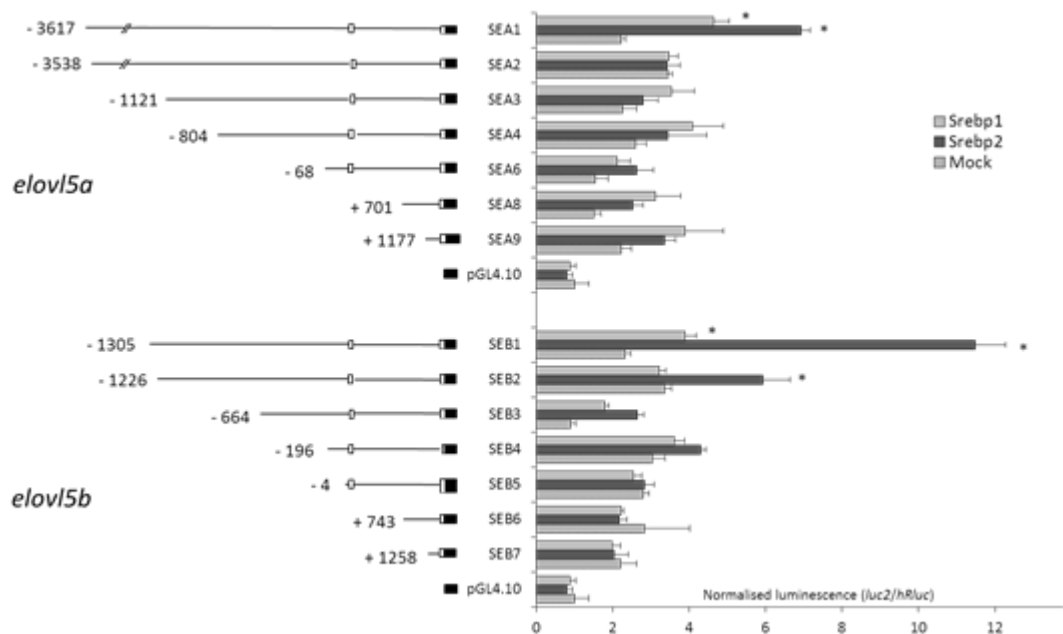 - 3617 SEA1 *
*
- 3538 SEA2
- 1121 SEA3
- 804 SEA4
- 68 SEA6
elovl5a
+ 701 SEA8
+ 1177 SEA9
pGL4.10
Srebp1
Srebp2
Mock
- 1305 SEB1 *
*
- 1226 SEB2 *
- 664 SEB3
- 196 SEB4
- 4 SEB5
elovl5b
+ 743 SEB6
+ 1258 SEB7
pGL4.10
Normalised luminescence (luc2/hRluc)
0 2 4 6 8 10 12